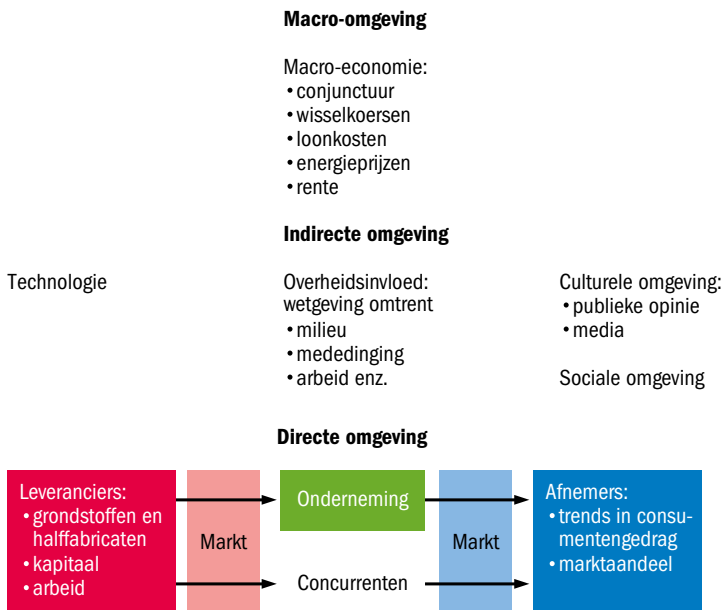 Macro-omgeving
Macro-economie:
• conjunctuur
• wisselkoersen
• loonkosten
• energieprijzen
• rente
Indirecte omgeving
Technologie
Overheidsinvloed:
wetgeving omtrent
• milieu
• mededinging
• arbeid enz.
Culturele omgeving:
• publieke opinie
• media
Sociale omgeving
Directe omgeving
Leveranciers:
• grondstoffen en
halffabricaten
• kapitaal
• arbeid
Markt
Onderneming
Concurrenten
Markt
Afnemers:
• trends in consu-
mentengedrag
• marktaandeel